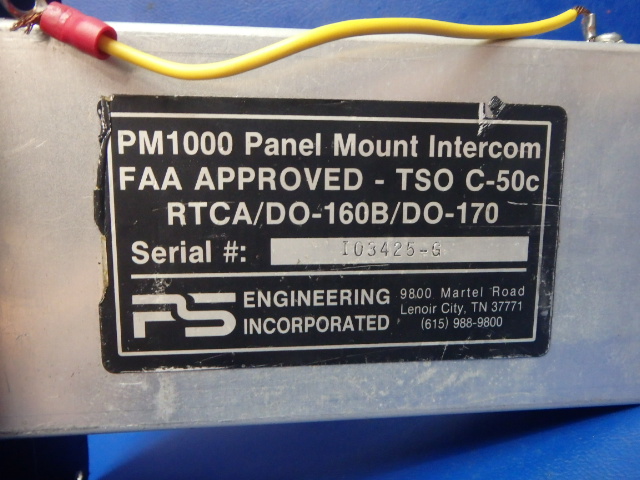 PM1000 Panel Mount Intercom
FAA APPROVED - TSO C-50c
RTCA/DO-160B/DO-170
Serial #: I03425-G
PS ENGINEERING INCORPORATED
9800 Martel Road
Lenoir City, TN 37771
(615) 988-9800